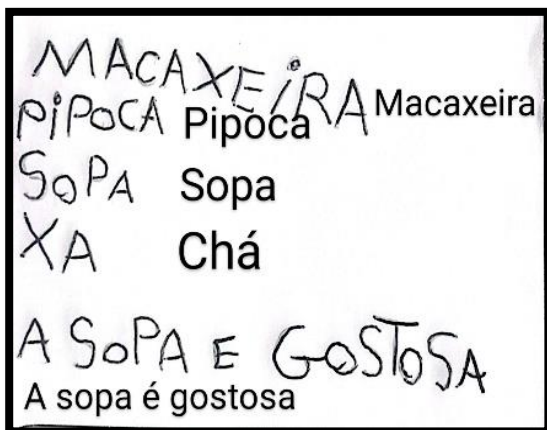 MACAXEiRA Macaxeira
PiPoCA Pipoca
SoPA Sopa
XA Chá
A SoPA E GOSToSA
A sopa é gostosa